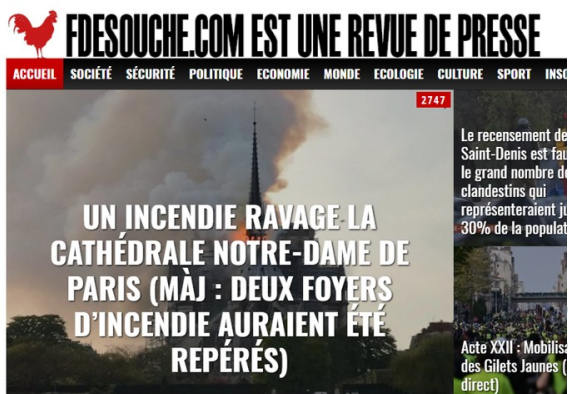 FDESOUCHE.COM EST UNE REVUE DE PRESSE
ACCUEIL SOCIÉTÉ SÉCURITÉ POLITIQUE ECONOMIE MONDE ECOLOGIE CULTURE SPORT
2747
UN INCENDIE RAVAGE LA
CATHÉDRALE NOTRE-DAME DE
PARIS (MÀJ : DEUX FOYERS
D'INCENDIE AURAIENT ÉTÉ
REPÉRÉS)
Le recensement de
Saint-Denis est
le grand nombre
clandestins qui
représenteraient
30% de la
Acte XXII :
des Gilets Jaunes (
direct)